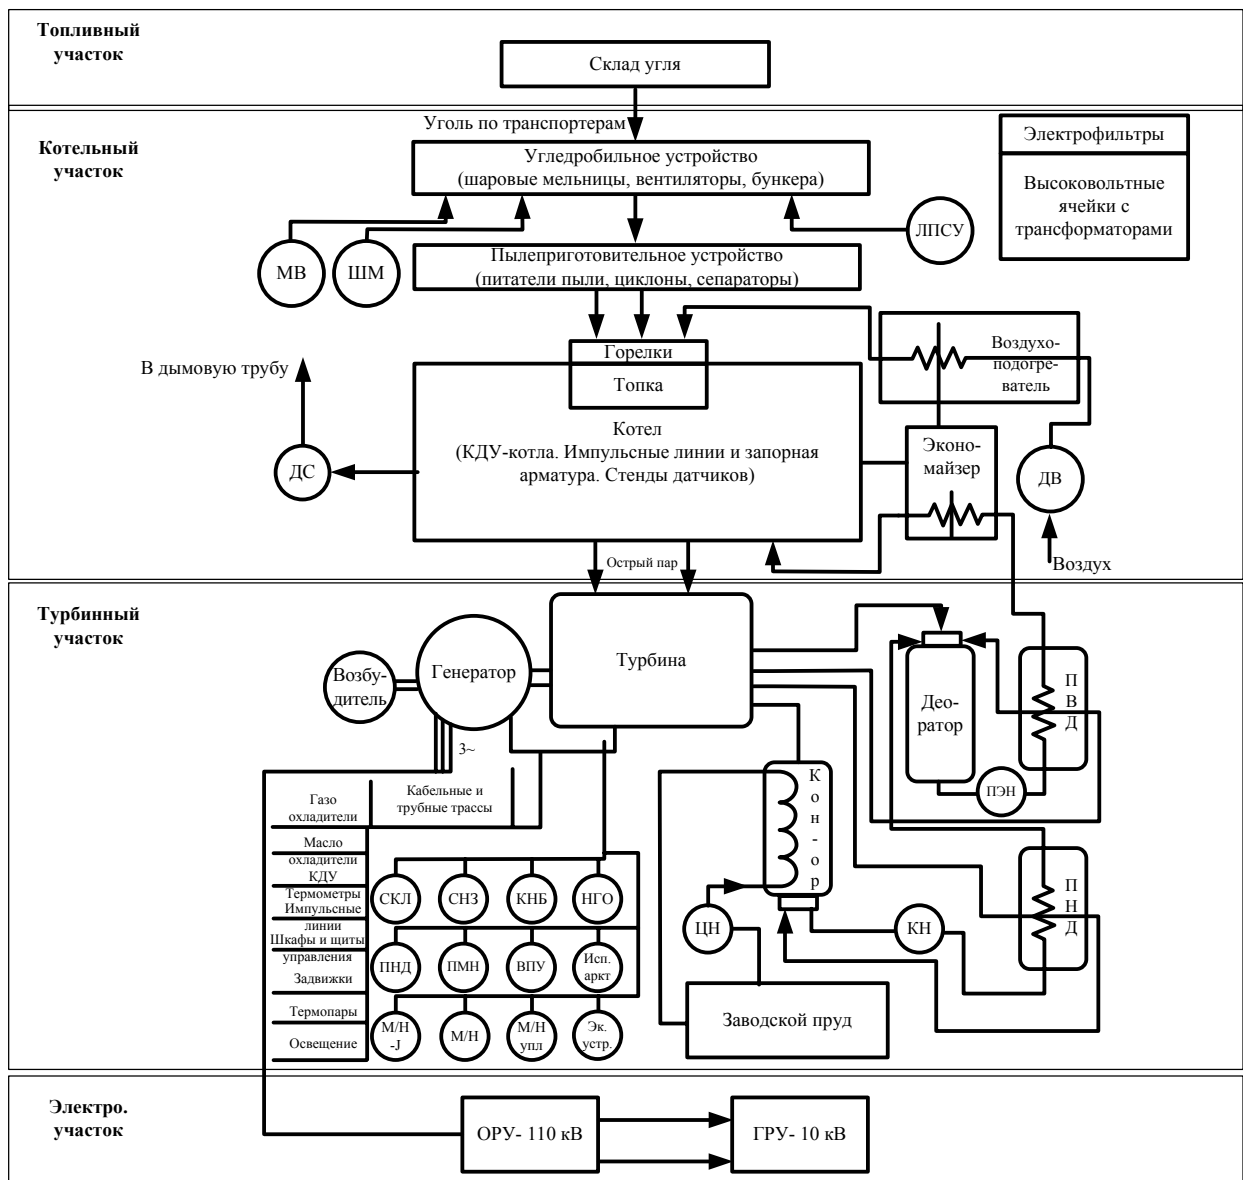 Топливный
участок
Склад угля
Уголь по транспортерам
Котельный
участок
Угледробильное устройство
(шаровые мельницы, вентиляторы, бункера)
Электрофильтры
Высоковольтные
ячейки с
трансформаторами
МВ
ШМ
ЛПСУ
Пылеприготовительное устройство
(питатели пыли, циклоны, сепараторы)
Горелки
Топка
Воздухо-
подогре-
ватель
В дымовую трубу
Котел
(КДУ-котла. Импульсные линии и запорная
арматура. Стенды датчиков)
Эконо-
майзер
ДС
ДВ
Острый пар
Воздух
Турбинный
участок
Возбу-
дитель
Генератор
Турбина
Део-
ратор
П
В
Д
3~
ПЭН
Газо
охладители
Кабельные и
трубные трассы
К
о
н
-о
р
Масло
охладители
КДУ
Термометры
Импульсные
линии
Шкафы и щиты
управления
Задвижки
Термопары
Освещение
СКЛ
СНЗ
КНБ
НГО
ПНД
ПМН
ВПУ
Исп.
аркт
М/Н
-J
М/Н
М/Н
упл
Эк.
устр.
ЦН
КН
П
Н
Д
Заводской пруд
Электро.
участок
ОРУ- 110 кВ
ГРУ- 10 кВ